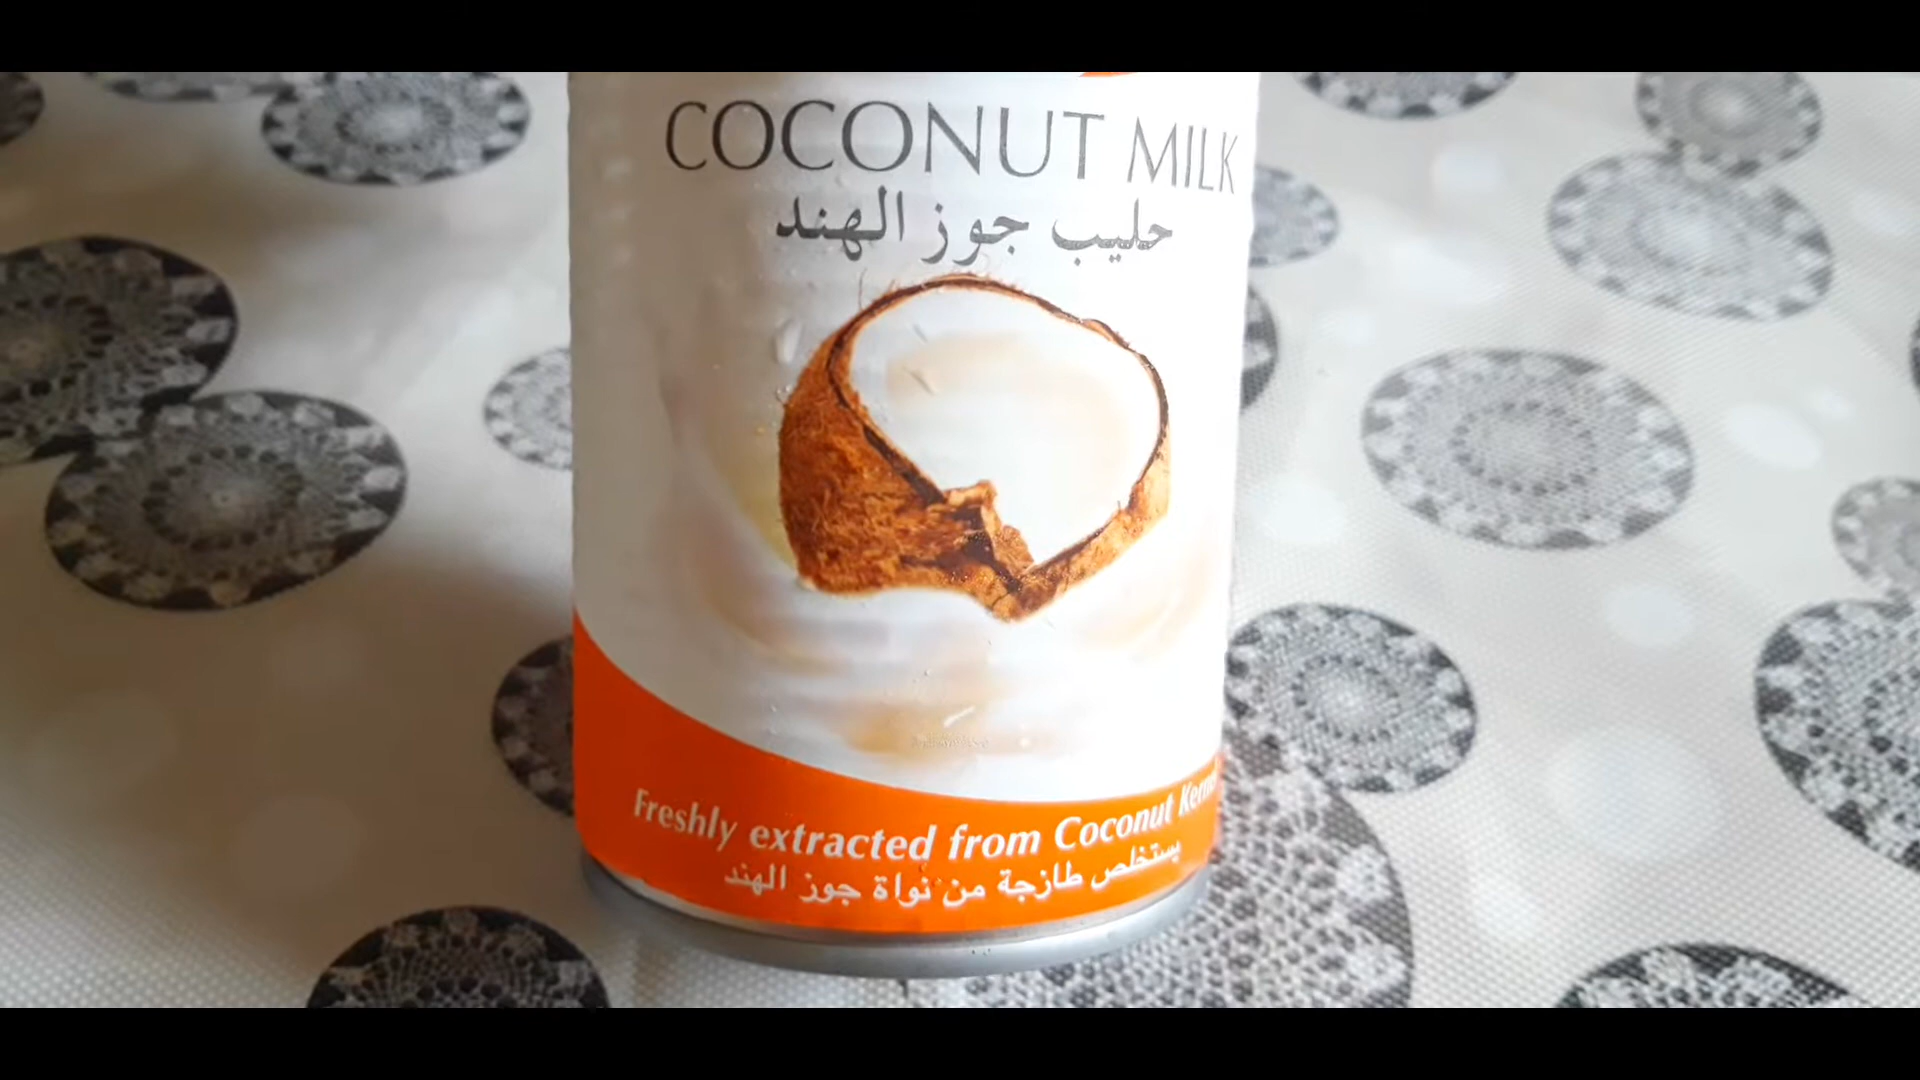 COCONUT MILK
حليب جوز الهند
Freshly extracted from Coconut
يستخلص طازجة من نواة جوز الهند